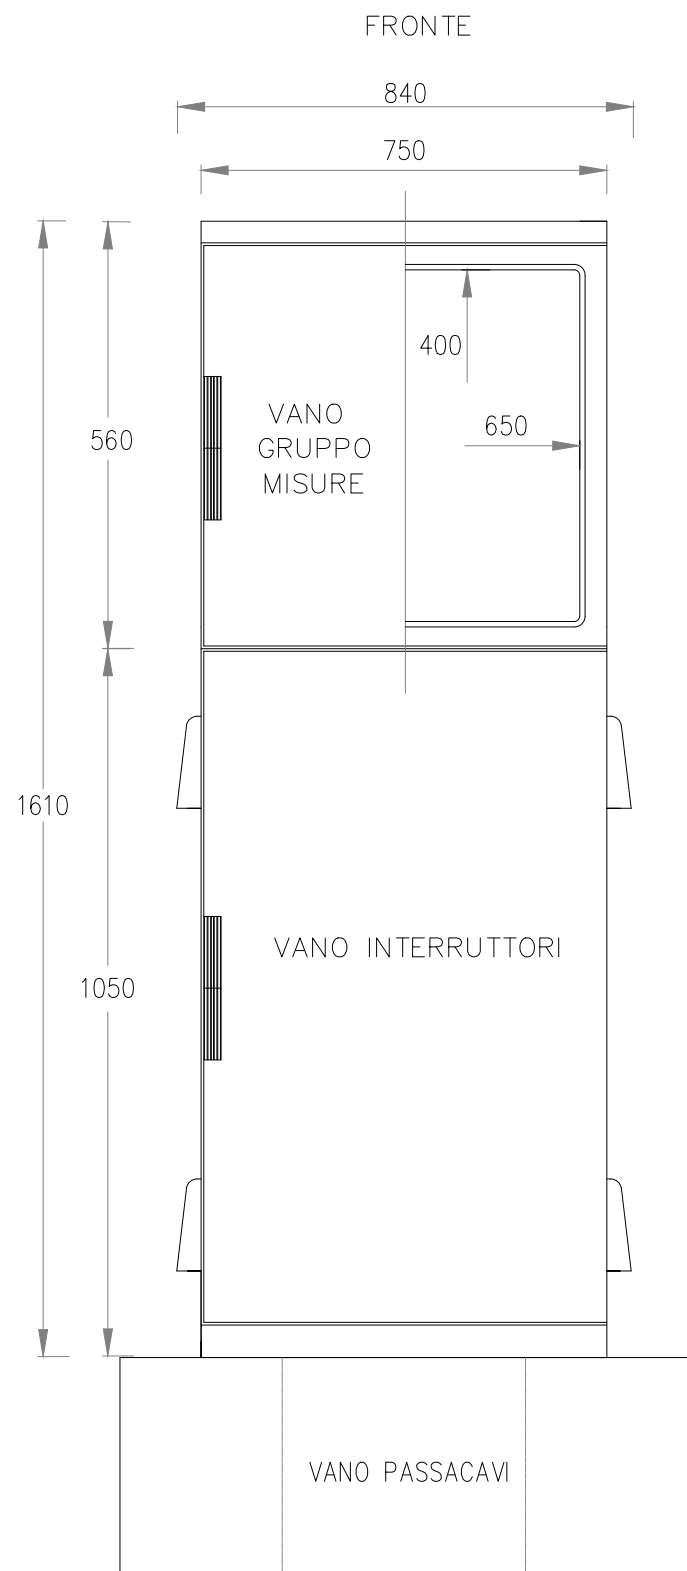 FRONTE
840
750
400
650
VANO
GRUPPO
MISURE
560
1610
VANO INTERRUTTORI
1050
VANO PASSACAVI